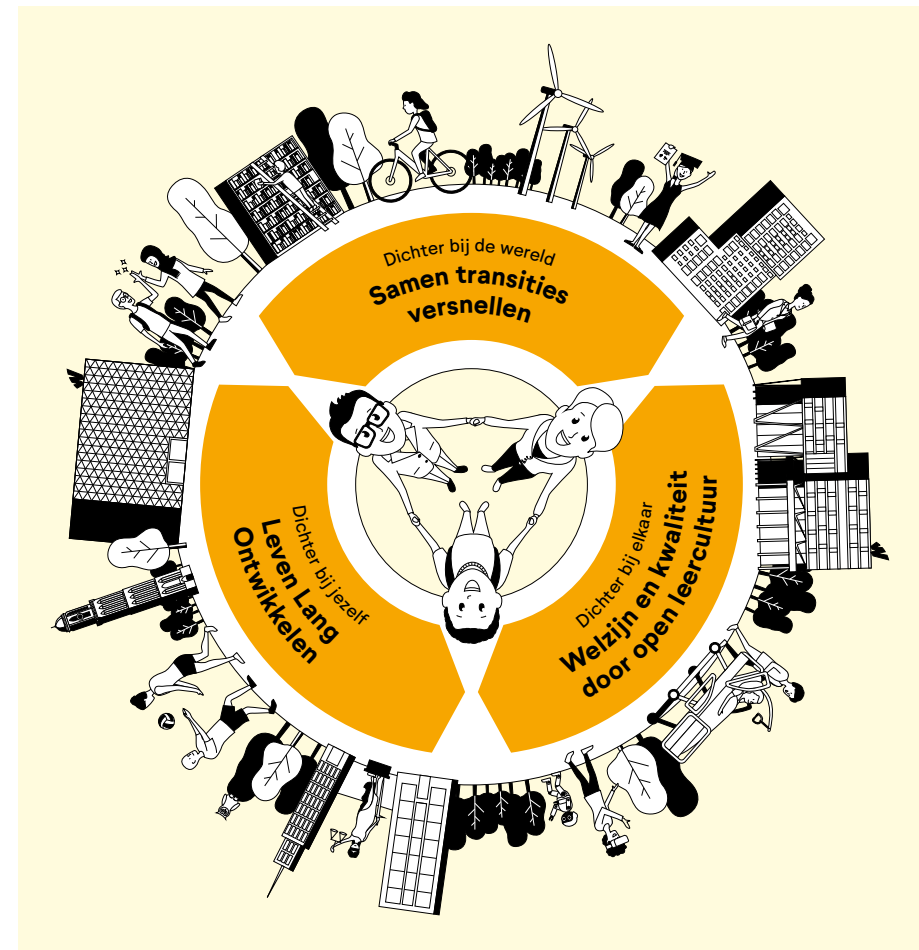 Dichter bij de wereld
Samen transities
versnellen
Dichter bij elkaar
Welzijn en kwaliteit
door open leercultuur
Dichter bij jezelf
Leven Lang
Ontwikkelen